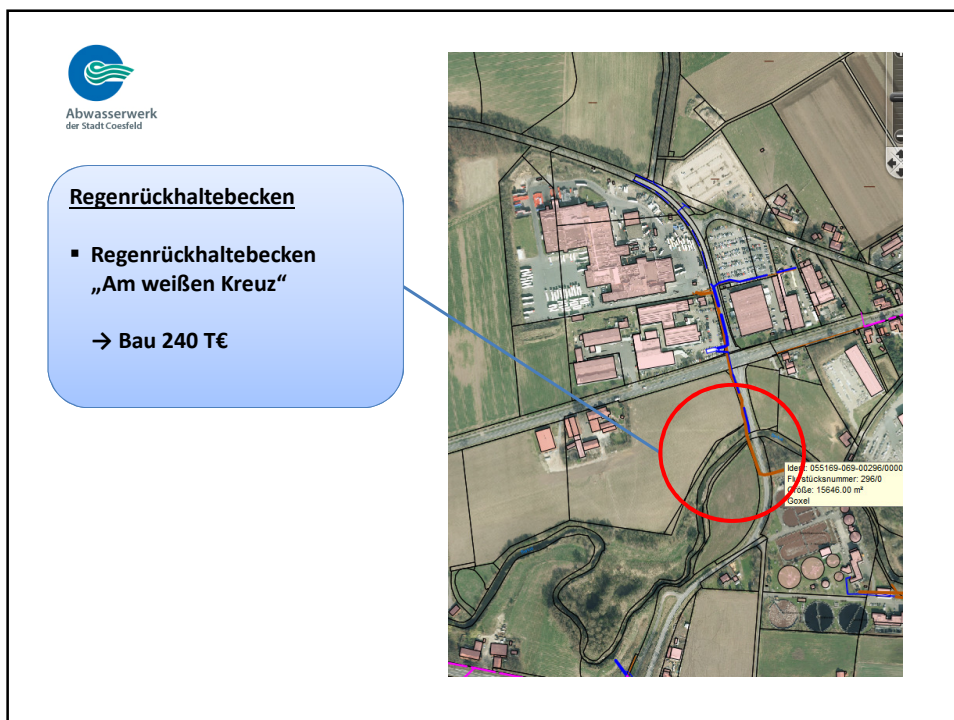 Abwasserwerk
der Stadt Coesfeld
Regenrückhaltebecken
▪ Regenrückhaltebecken
„Am weißen Kreuz“
→ Bau 240 T€
Ident: 055169-069-00296/0000
Flurstücksnummer: 296/0
Größe: 15646.00 m²
Goxel